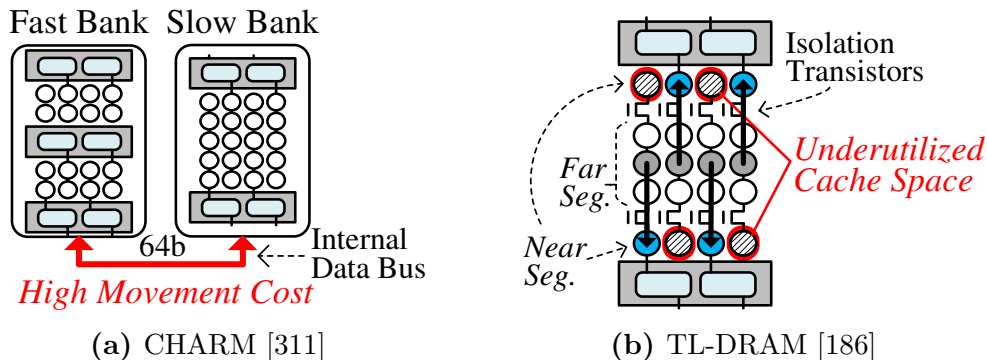 Fast Bank
Slow Bank
64b
Internal
Data Bus
High Movement Cost
(a) CHARM [311]
Isolation
Transistors
Far
Seg.
Underutilized
Cache Space
Near
Seg.
(b) TL-DRAM [186]